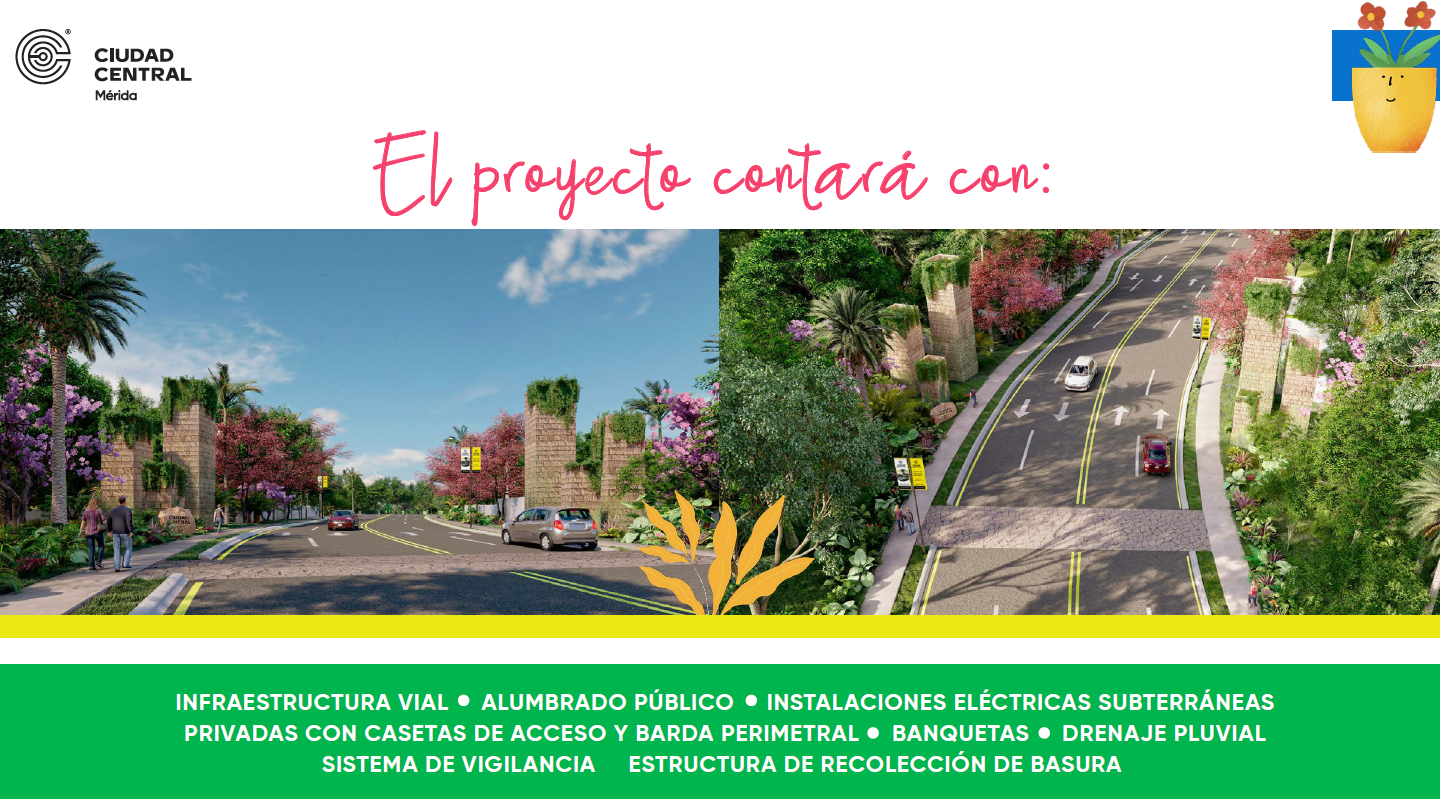 CIUDAD
CENTRAL
Mérida
El proyecto contará con:
INFRAESTRUCTURA VIAL • ALUMBRADO PÚBLICO • INSTALACIONES ELÉCTRICAS SUBTERRÁNEAS
PRIVADAS CON CASETAS DE ACCESO Y BARDA PERIMETRAL • BANQUETAS • DRENAJE PLUVIAL
SISTEMA DE VIGILANCIA ESTRUCTURA DE RECOLECCIÓN DE BASURA